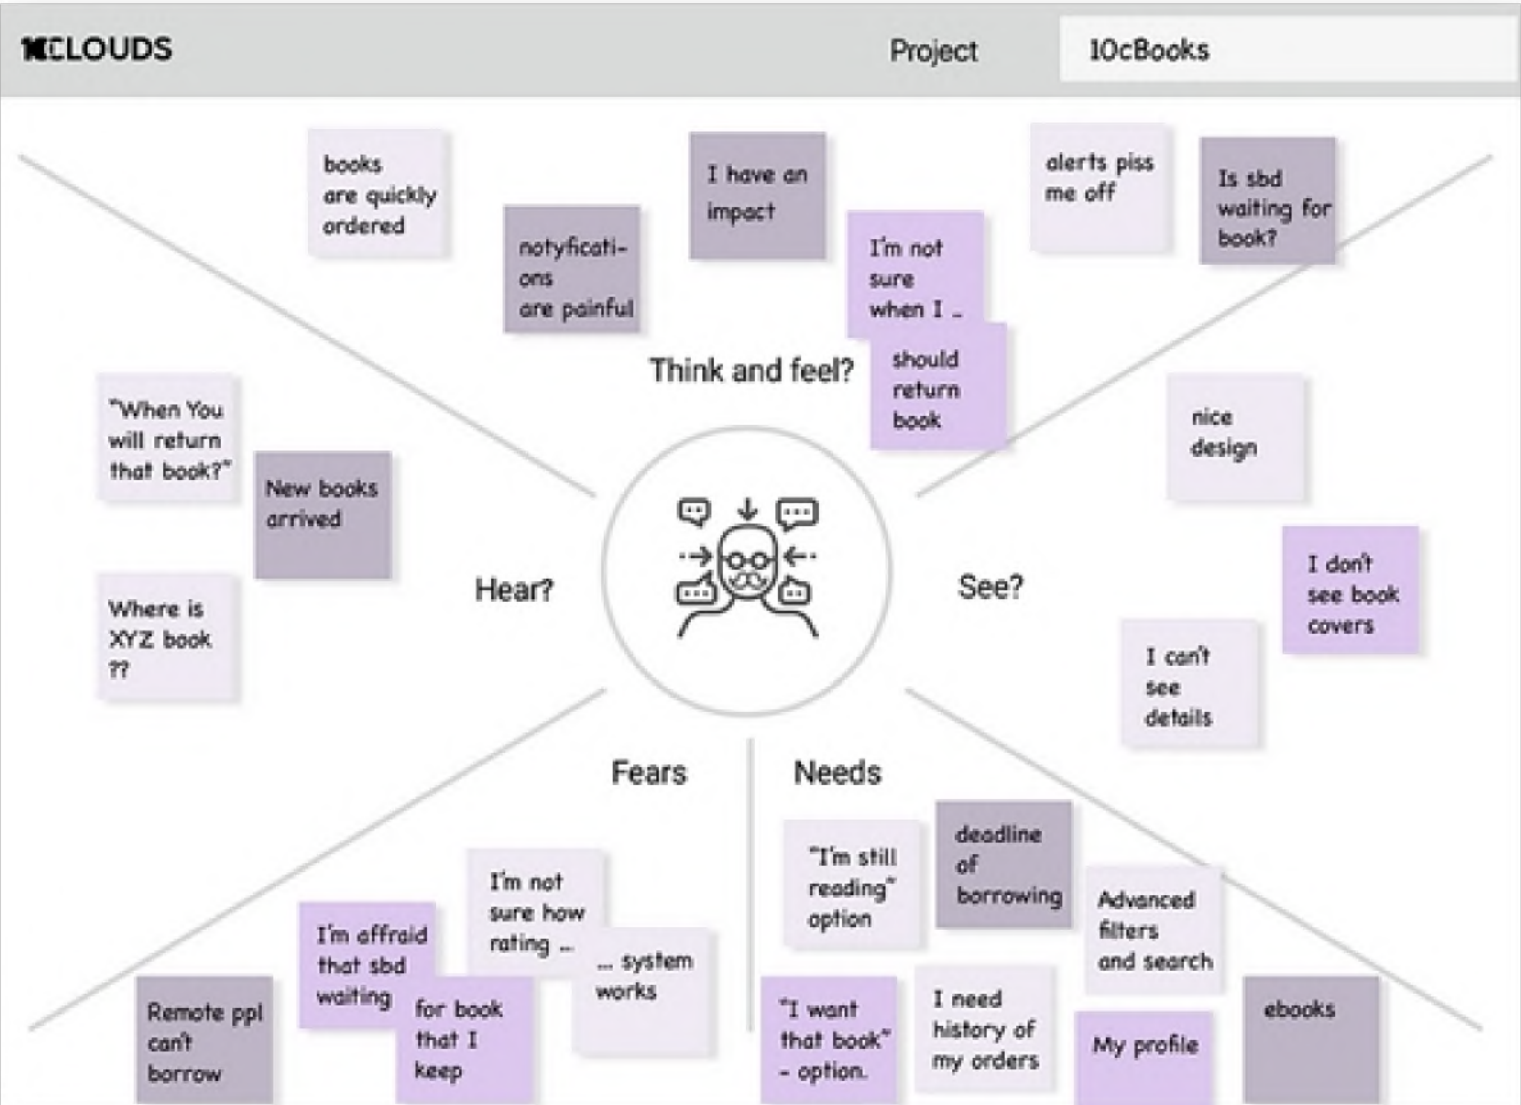 10CLOUDS
Project
10cBooks
books
are quickly
ordered
notyficati-
ons
are painful
I have an
impact
I'm not
sure
when I ..
should
return
book
alerts piss
me off
Is sbd
waiting for
book?
Think and feel?
"When You
will return
that book?"
New books
arrived
Where is
XYZ book
??
Hear?
See?
nice
design
I don't
see book
covers
I can't
see
details
Fears
Remote ppl
can't
borrow
I'm affraid
that sbd
waiting
for book
that I
keep
I'm not
sure how
rating ...
... system
works
Needs
"I'm still
reading"
option
deadline
of
borrowing
Advanced
filters
and search
"I want
that book"
- option.
I need
history of
my orders
My profile
ebooks